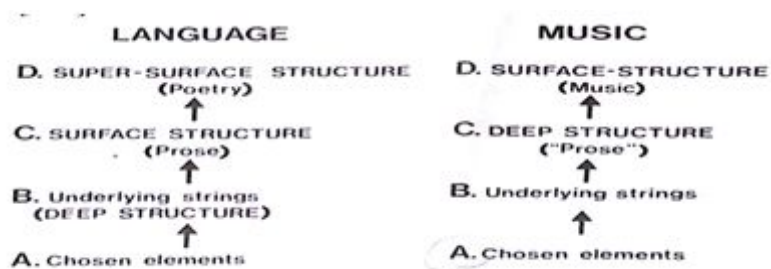 LANGUAGE
D. SUPER-SURFACE STRUCTURE
(Poetry)
C. SURFACE STRUCTURE
(Prose)
B. Underlying strings
(DEEP STRUCTURE)
A. Chosen elements
MUSIC
D. SURFACE-STRUCTURE
(Music)
C. DEEP STRUCTURE
("Prose")
B. Underlying strings
A. Chosen elements